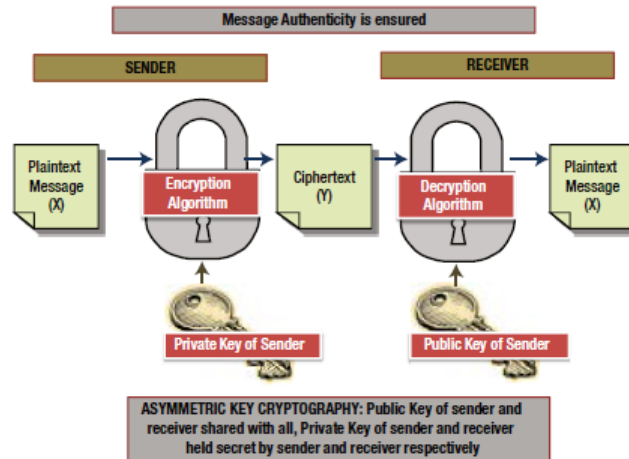 Message Authenticity is ensured
SENDER
RECEIVER
Plaintext
Message
(X)
Encryption
Algorithm
Ciphertext
(Y)
Decryption
Algorithm
Plaintext
Message
(X)
Private Key of Sender
Public Key of Sender
ASYMMETRIC KEY CRYPTOGRAPHY: Public Key of sender and
receiver shared with all, Private Key of sender and receiver
held secret by sender and receiver respectively